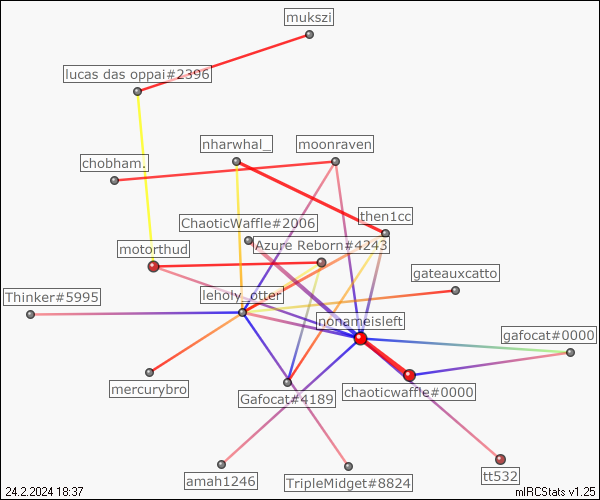 mukszi
lucas das oppai#2396
nharwhal_
moonraven
chobham.
then1cc
ChaoticWaffle#2006
Azure Reborn#4243
motorthud
gateauxcatto
Thinker#5995
leholy_otter
nonameisleft
gafocat#0000
mercurybro
Gafocat#4189
chaoticwaffle#0000
amah1246
TripleMidget#8824
tt532
24.2.2024 18:37
mIRCStats v1.25